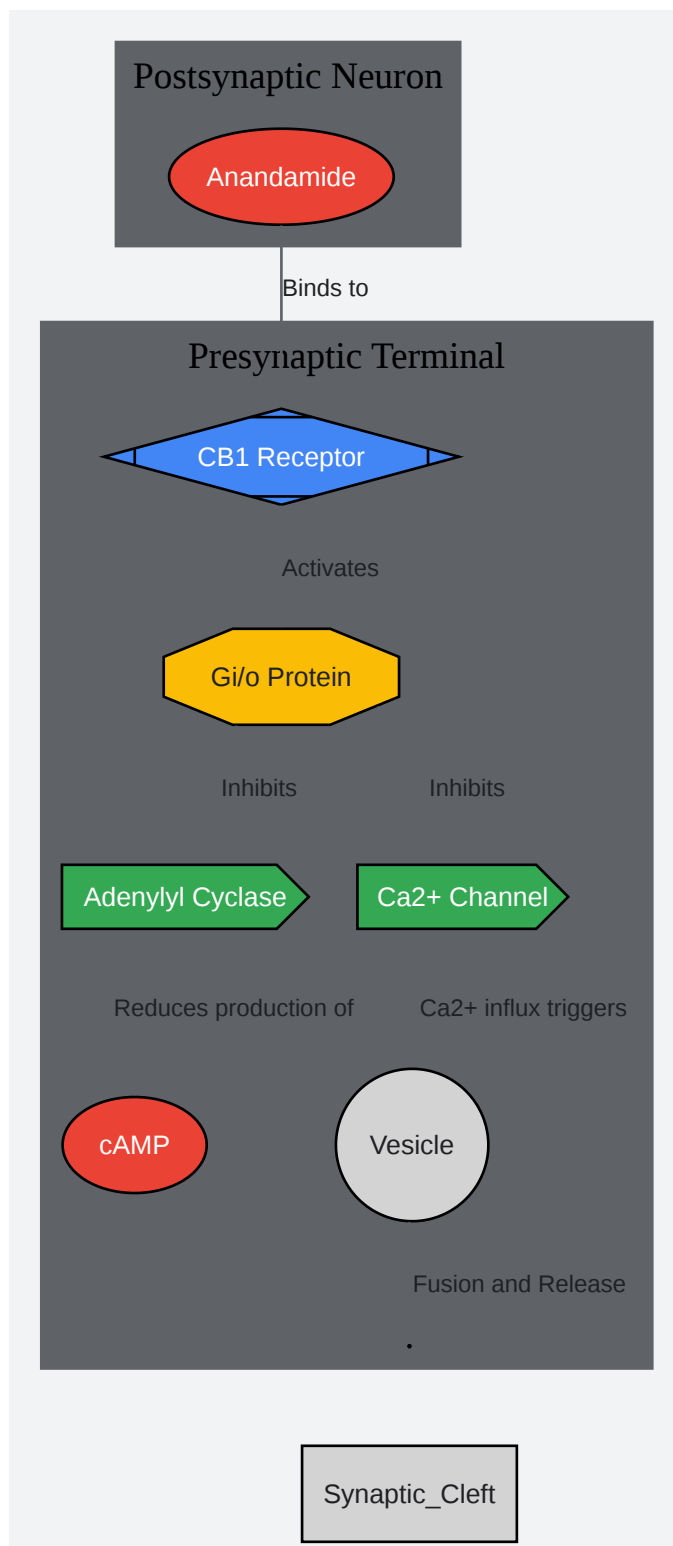 Postsynaptic Neuron
Anandamide
Binds to
Presynaptic Terminal
CB1 Receptor
Activates
Gi/o Protein
Inhibits
Inhibits
Adenylyl Cyclase
Ca2+ Channel
Reduces production of
Ca2+ influx triggers
cAMP
Vesicle
Fusion and Release
Synaptic_Cleft